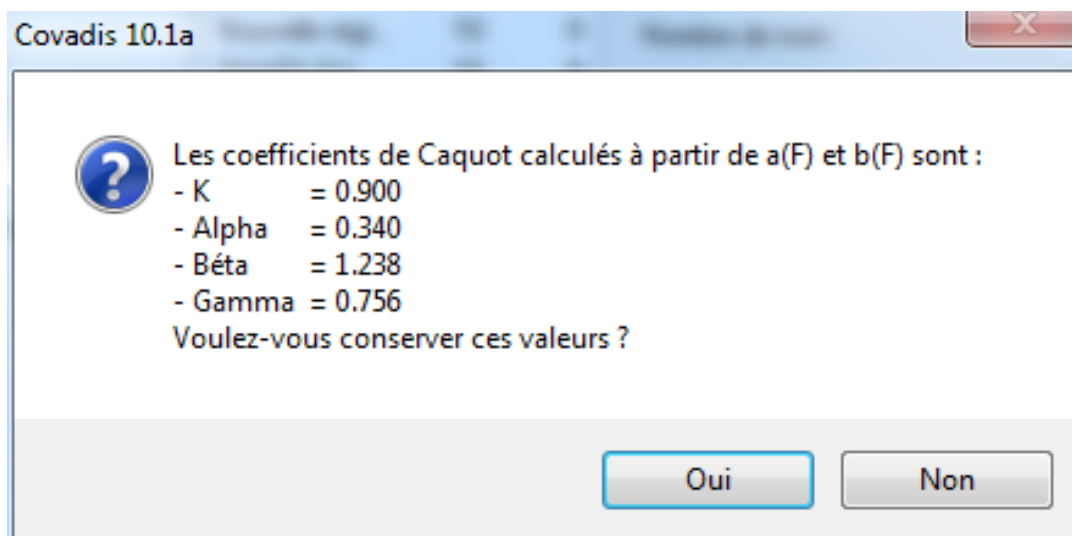 Covadis 10.1a
Les coefficients de Caquot calculés à partir de a(F) et b(F) sont :
- K = 0.900
- Alpha = 0.340
- Béta = 1.238
- Gamma = 0.756
Voulez-vous conserver ces valeurs ?
Oui Non